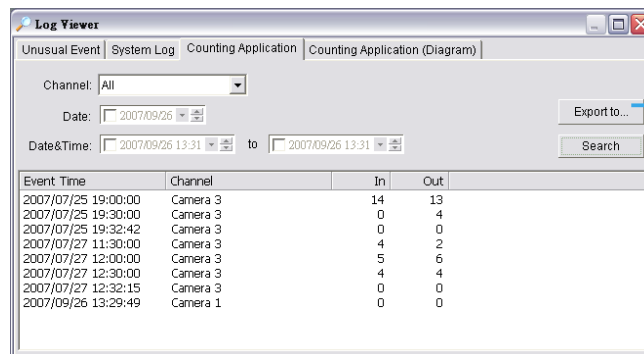 Log Viewer
Unusual Event System Log Counting Application Counting Application (Diagram)
Channel: All
Date: 2007/09/26
Export to...
Date&Time: 2007/09/26 13:31 to 2007/09/26 13:31
Search
Event Time Channel In Out
2007/07/25 19:00:00 Camera 3 14 13
2007/07/25 19:30:00 Camera 3 0 4
2007/07/25 19:32:42 Camera 3 0 0
2007/07/27 11:30:00 Camera 3 4 2
2007/07/27 12:00:00 Camera 3 5 6
2007/07/27 12:30:00 Camera 3 4 4
2007/07/27 12:32:15 Camera 3 0 0
2007/09/26 13:29:49 Camera 1 0 0